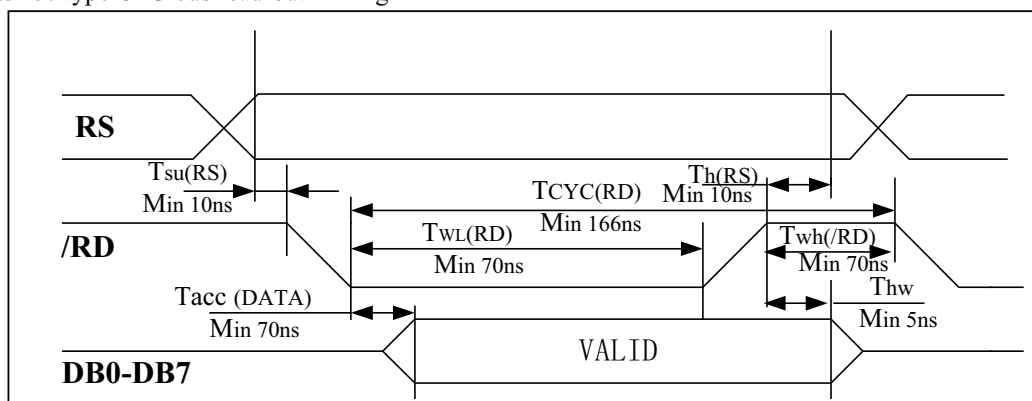 RS
Tsu(RS)
Min 10ns
Th(RS)
Min 10ns
TCYC(RD)
Min 166ns
/RD
TWL(RD)
Min 70ns
Twh(/RD)
Min 70ns
Tacc (DATA)
Min 70ns
Thw
Min 5ns
VALID
DB0-DB7